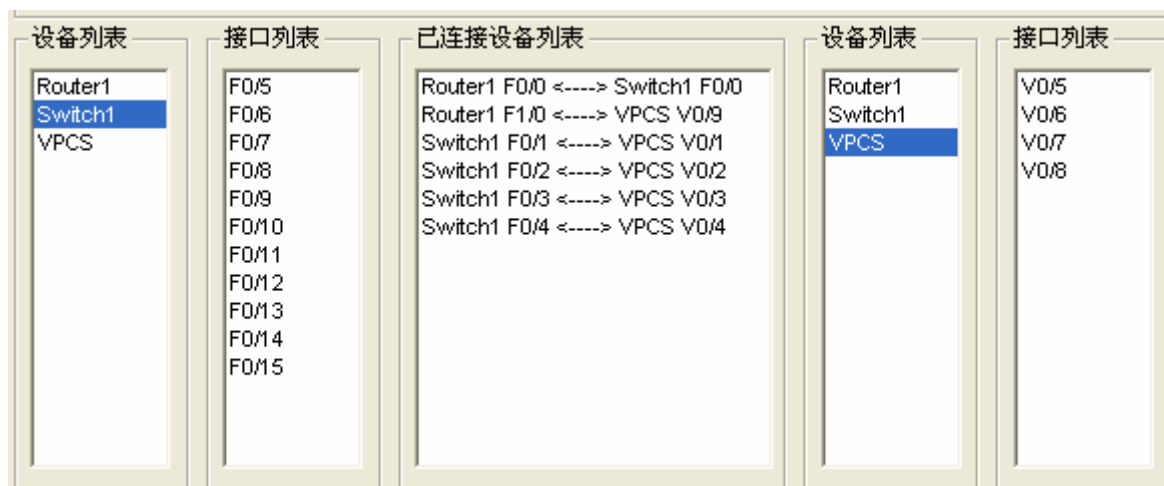 设备列表
Router1
Switch1
VPCS
接口列表
F0/5
F0/6
F0/7
F0/8
F0/9
F0/10
F0/11
F0/12
F0/13
F0/14
F0/15
已连接设备列表
Router1 F0/0 <----> Switch1 F0/0
Router1 F1/0 <----> VPCS V0/9
Switch1 F0/1 <----> VPCS V0/1
Switch1 F0/2 <----> VPCS V0/2
Switch1 F0/3 <----> VPCS V0/3
Switch1 F0/4 <----> VPCS V0/4
设备列表
Router1
Switch1
VPCS
接口列表
V0/5
V0/6
V0/7
V0/8